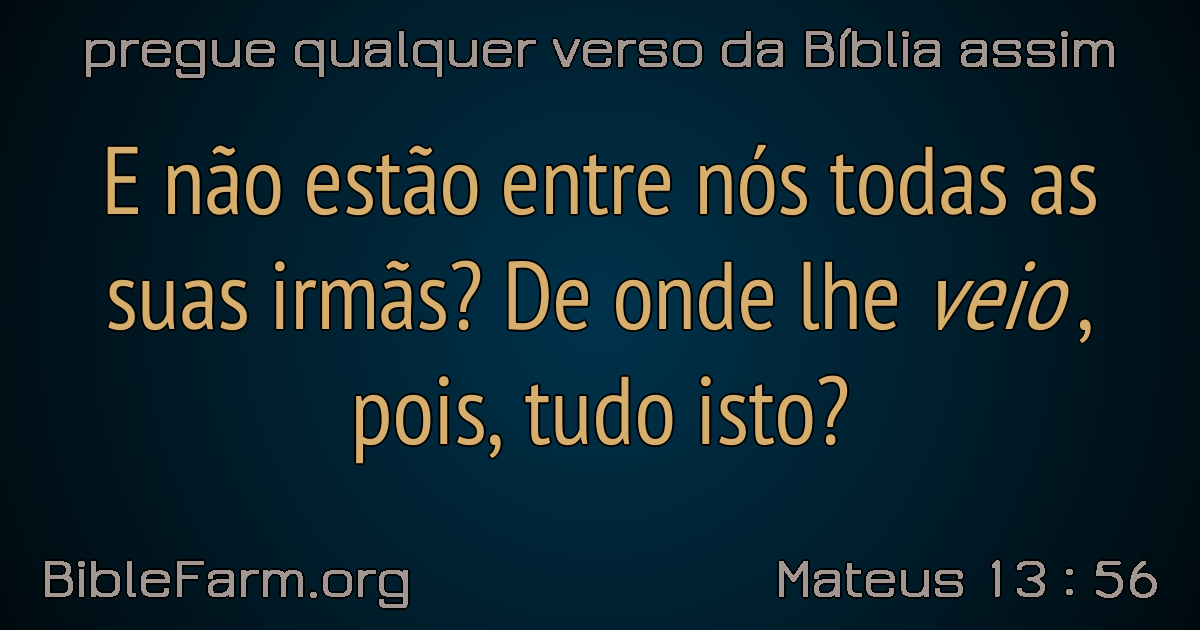 pregue qualquer verso da Bíblia assim
E não estão entre nós todas as
suas irmãs? De onde lhe veio,
pois, tudo isto?
BibleFarm.org
Mateus 13 : 56